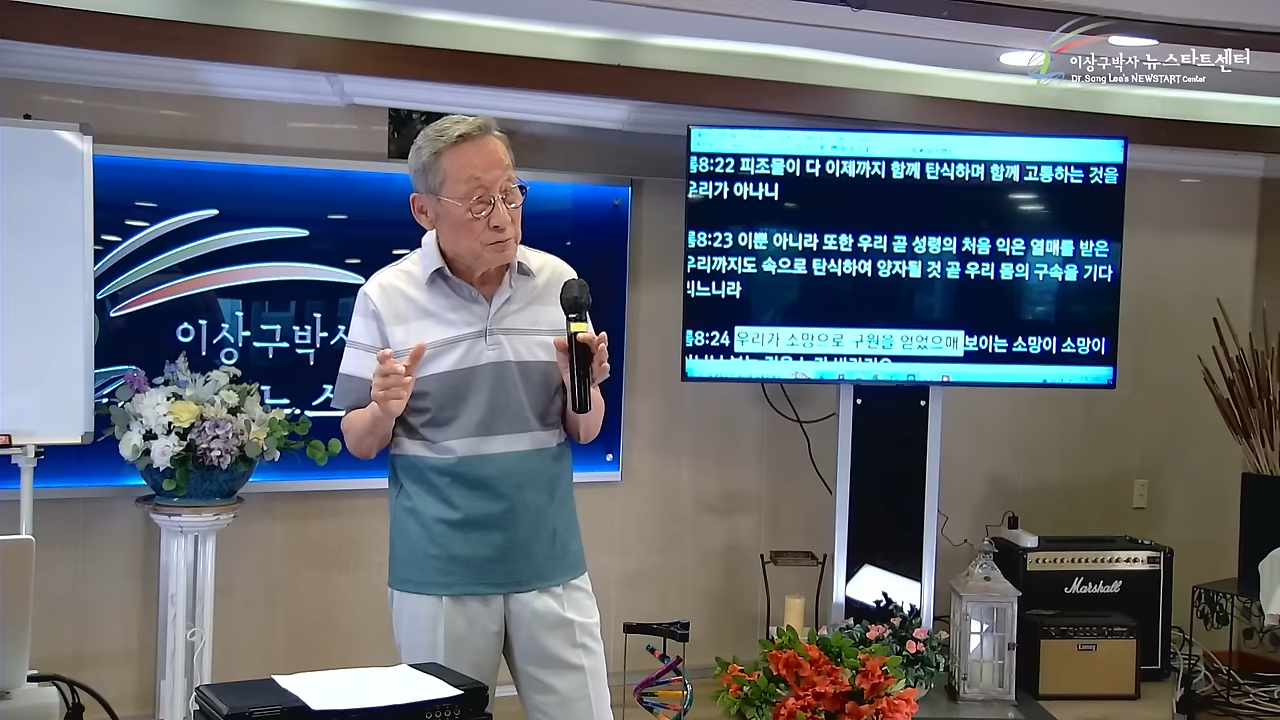 이상구박사 뉴스타트센터
Dr. Sang Lee's NEWSTART Center
롬8:22 피조물이 다 이제까지 함께 탄식하며 함께 고통하는 것을
우리가 아나니
롬8:23 이뿐 아니라 또한 우리 곧 성령의 처음 익은 열매를 받은
우리까지도 속으로 탄식하여 양자될 것 곧 우리 몸의 구속을 기다
리느니라
롬8:24 우리가 소망으로 구원을 얻었으매 보이는 소망이 소망이
이상구박사
뉴스
Marshall
Laney